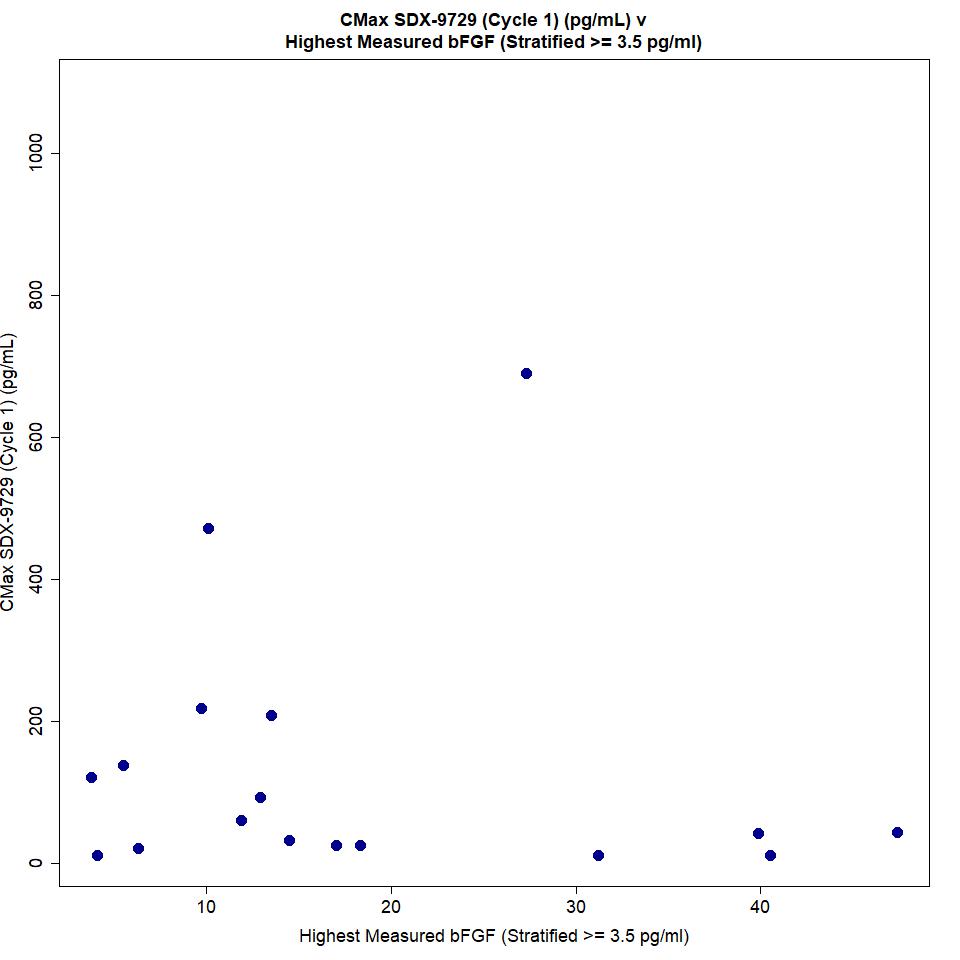 CMax SDX-9729 (Cycle 1) (pg/mL) v
Highest Measured bFGF (Stratified >= 3.5 pg/ml)
CMax SDX-9729 (Cycle 1) (pg/mL)
1000
800
600
400
200
0
10 20 30 40
Highest Measured bFGF (Stratified >= 3.5 pg/ml)